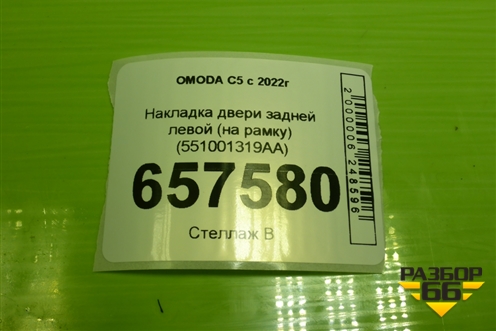 OMODA C5 с 2022г
Накладка двери задней
левой (на рамку)
(551001319AA)
657580
Стеллаж В
2000006248596
РАЗБОР
66